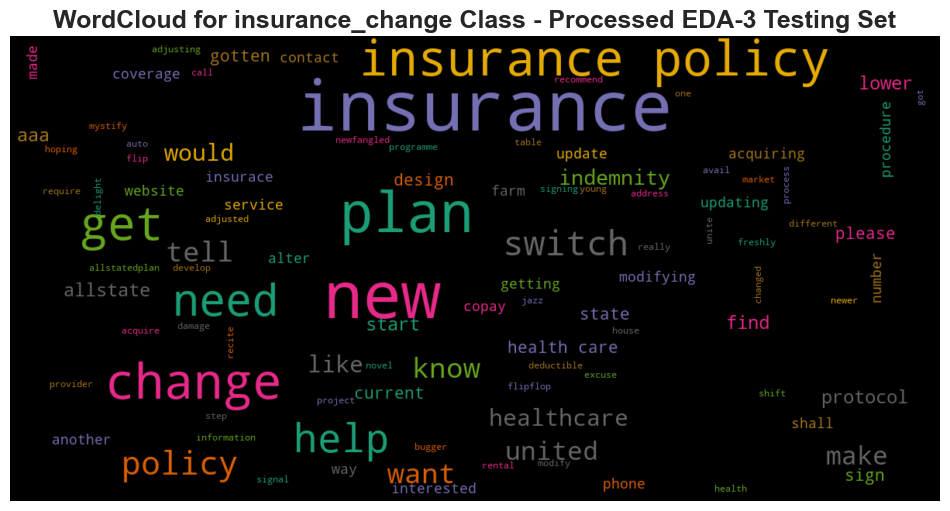 WordCloud for insurance_change Class - Processed EDA-3 Testing Set
made adjusting gotten contact insurance policy
coverage call recommend lower
insurance one got
aaa mystify procedure
hoping auto newfangled programme table
flip would update acquiring
insurace design indemnity avail market process
require delight website farm signing young address
service updating
adjusted plan unite different
get switch please
tell really freshly
alter
allstatedplan develop modifying changed number
allstate need new getting
jazz newer
copay state
damage start find
acquire recite house
health care
like novel know deductible
provider change excuse
project current flipflop shift protocol
step healthcare shall
another information help bugger united
policy way want rental modify make
signal interested phone health sign